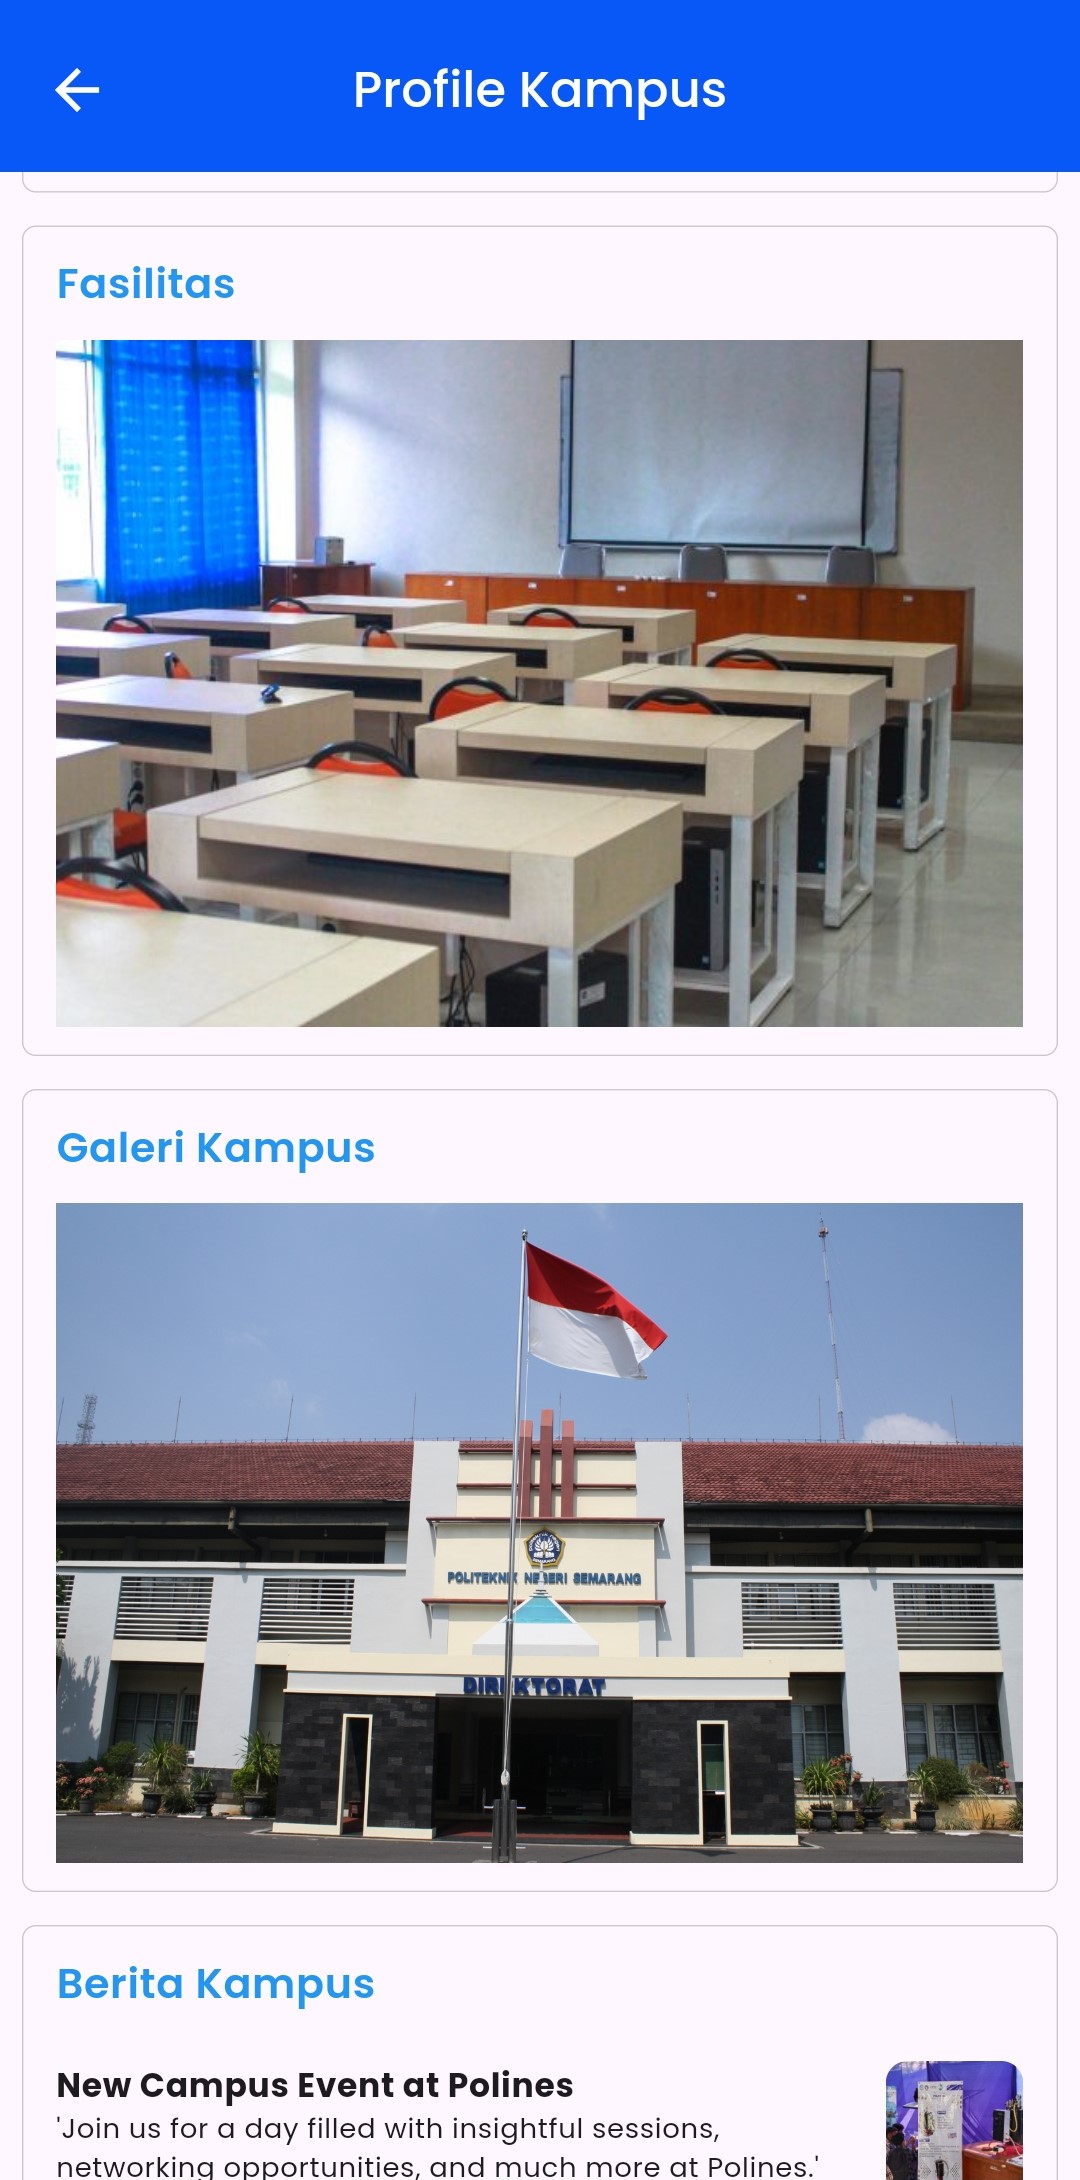 Profile Kampus
Fasilitas
Galeri Kampus
POLITEKNIK NEGERI SEMARANG
DIREKTORAT
Berita Kampus
New Campus Event at Polines
'Join us for a day filled with insightful sessions,
networking opportunities, and much more at Polines.'